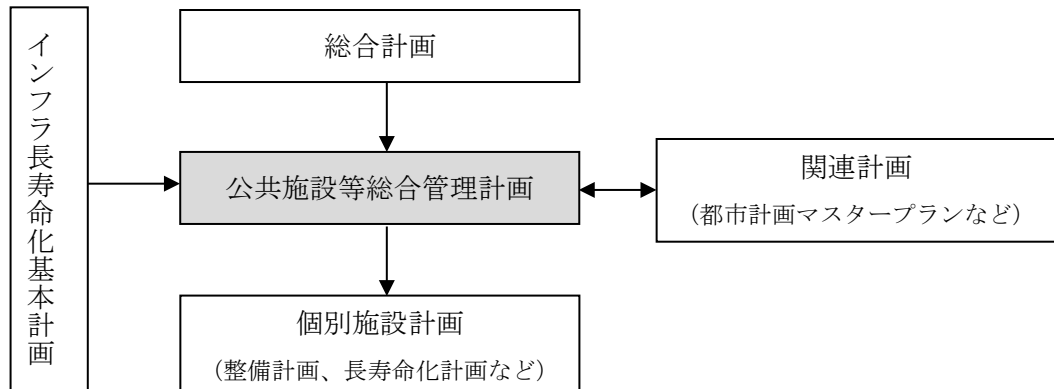 インフラ長寿命化基本計画
総合計画
公共施設等総合管理計画
関連計画
（都市計画マスタープランなど）
個別施設計画
（整備計画、長寿命化計画など）